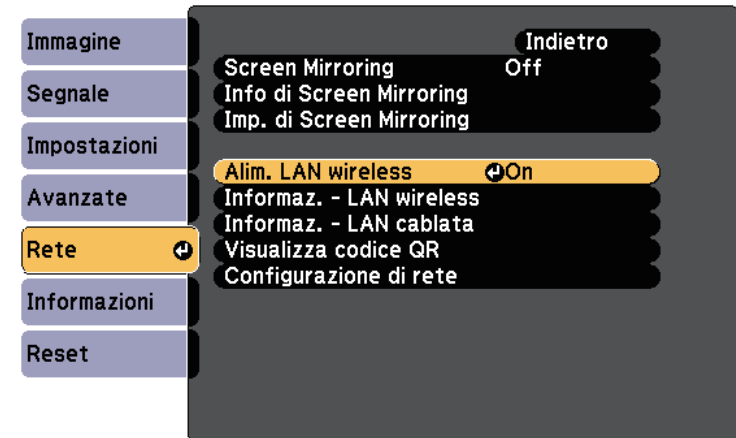 Immagine
Segnale
Impostazioni
Avanzate
Rete
Informazioni
Reset
Indietro
Screen Mirroring Off
Info di Screen Mirroring
Imp. di Screen Mirroring
Alim. LAN wireless On
Informaz. - LAN wireless
Informaz. - LAN cablata
Visualizza codice QR
Configurazione di rete